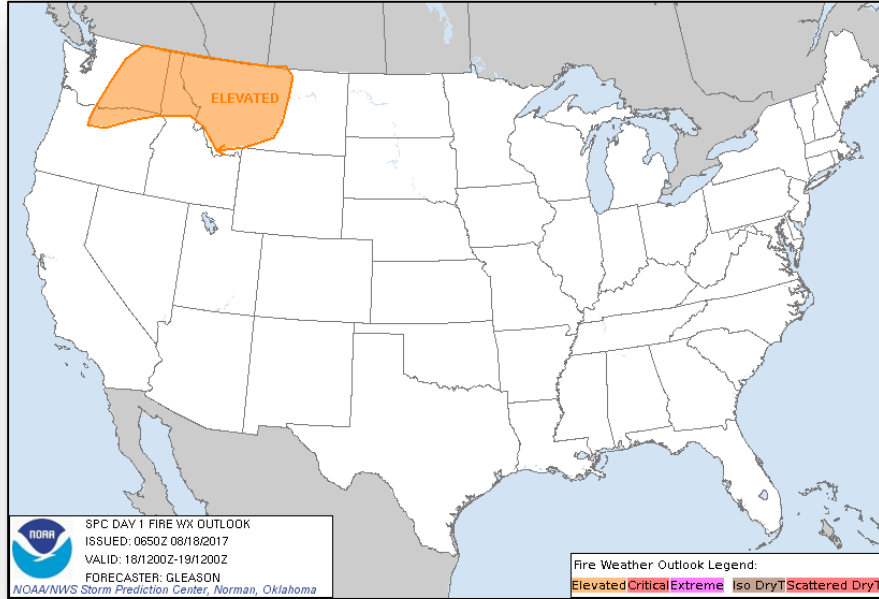 ELEVATED
NOAA
SPC DAY 1 FIRE WX OUTLOOK
ISSUED: 0650Z 08/18/2017
VALID: 18/1200Z-19/1200Z
FORECASTER: GLEASON
NOAA/NWS Storm Prediction Center, Norman, Oklahoma
Fire Weather Outlook Legend:
Elevated Critical Extreme Iso DryT Scattered DryT